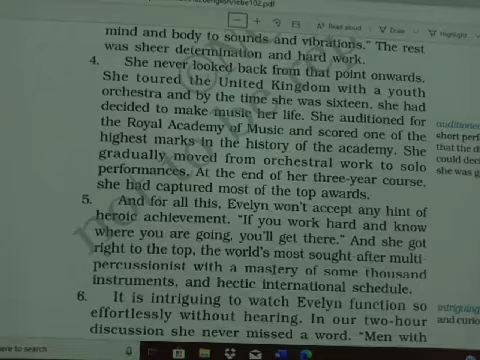 Read aloud Draw Highlight
mind and body to sounds and vibrations." The rest
was sheer determination and hard work.
4. She never looked back from that point onwards.
She toured the United Kingdom with a youth
orchestra and by the time she was sixteen, she had
decided to make music her life. She auditioned for
the Royal Academy of Music and scored one of the
highest marks in the history of the academy. She
gradually moved from orchestral work to solo
performances. At the end of her three-year course,
she had captured most of the top awards.
5. And for all this, Evelyn won't accept any hint of
heroic achievement. "If you work hard and know
where you are going, you'll get there." And she got
right to the top, the world's most sought-after multi-
percussionist with a mastery of some thousand
instruments, and hectic international schedule.
6. It is intriguing to watch Evelyn function so
effortlessly without hearing. In our two-hour
discussion she never missed a word. "Men with
short
that the
she was
intriguing
and
here to search